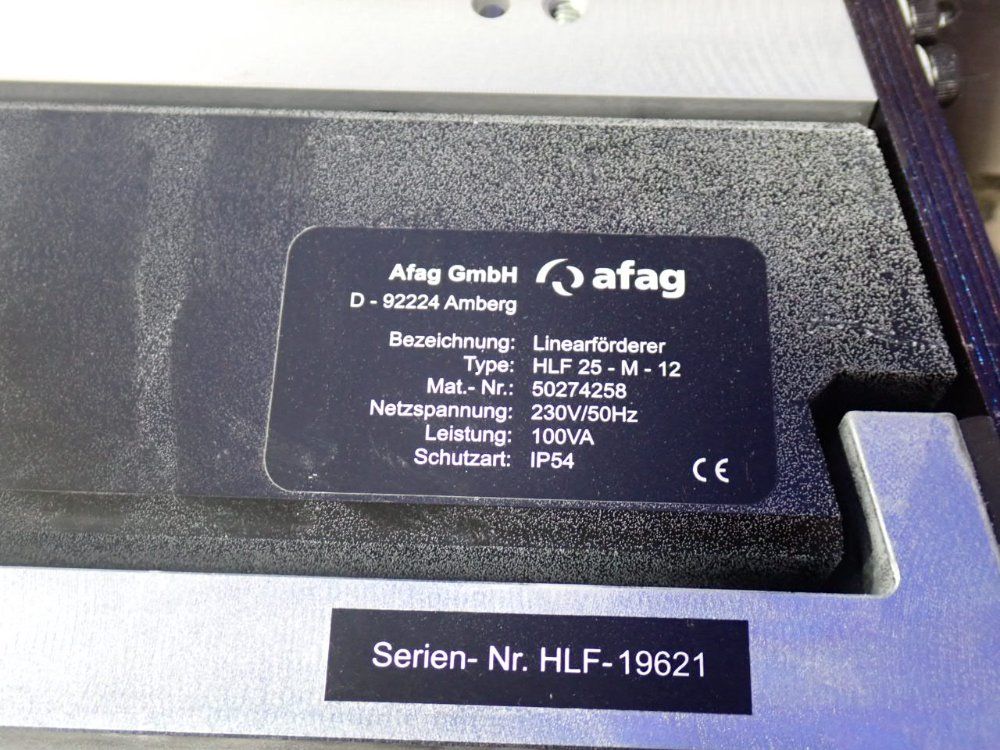 Afag GmbH afag
D - 92224 Amberg
Bezeichnung: Linearförderer
Type: HLF 25 - M - 12
Mat.- Nr.: 50274258
Netzspannung: 230V/50Hz
Leistung: 100VA
Schutzart: IP54
CE
Serien- Nr. HLF-19621